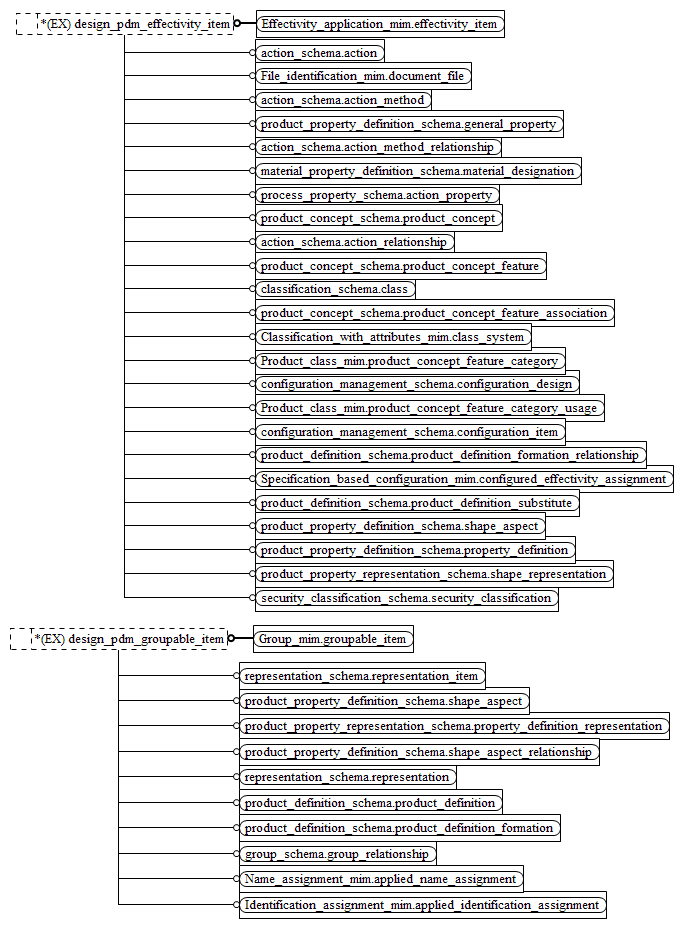 *(EX) design_pdm_effectivity_item
Effectivity_application_mim.effectivity_item
action_schema.action
File_identification_mim.document_file
action_schema.action_method
product_property_definition_schema.general_property
action_schema.action_method_relationship
material_property_definition_schema.material_designation
process_property_schema.action_property
product_concept_schema.product_concept
action_schema.action_relationship
product_concept_schema.product_concept_feature
classification_schema.class
product_concept_schema.product_concept_feature_association
Classification_with_attributes_mim.class_system
Product_class_mim.product_concept_feature_category
configuration_management_schema.configuration_design
Product_class_mim.product_concept_feature_category_usage
configuration_management_schema.configuration_item
product_definition_schema.product_definition_formation_relationship
Specification_based_configuration_mim.configured_effectivity_assignment
product_definition_schema.product_definition_substitute
product_property_definition_schema.shape_aspect
product_property_definition_schema.property_definition
product_property_representation_schema.shape_representation
security_classification_schema.security_classification
*(EX) design_pdm_groupable_item
Group_mim.groupable_item
representation_schema.representation_item
product_property_definition_schema.shape_aspect
product_property_representation_schema.property_definition_representation
product_property_definition_schema.shape_aspect_relationship
representation_schema.representation
product_definition_schema.product_definition
product_definition_schema.product_definition_formation
group_schema.group_relationship
Name_assignment_mim.applied_name_assignment
Identification_assignment_mim.applied_identification_assignment